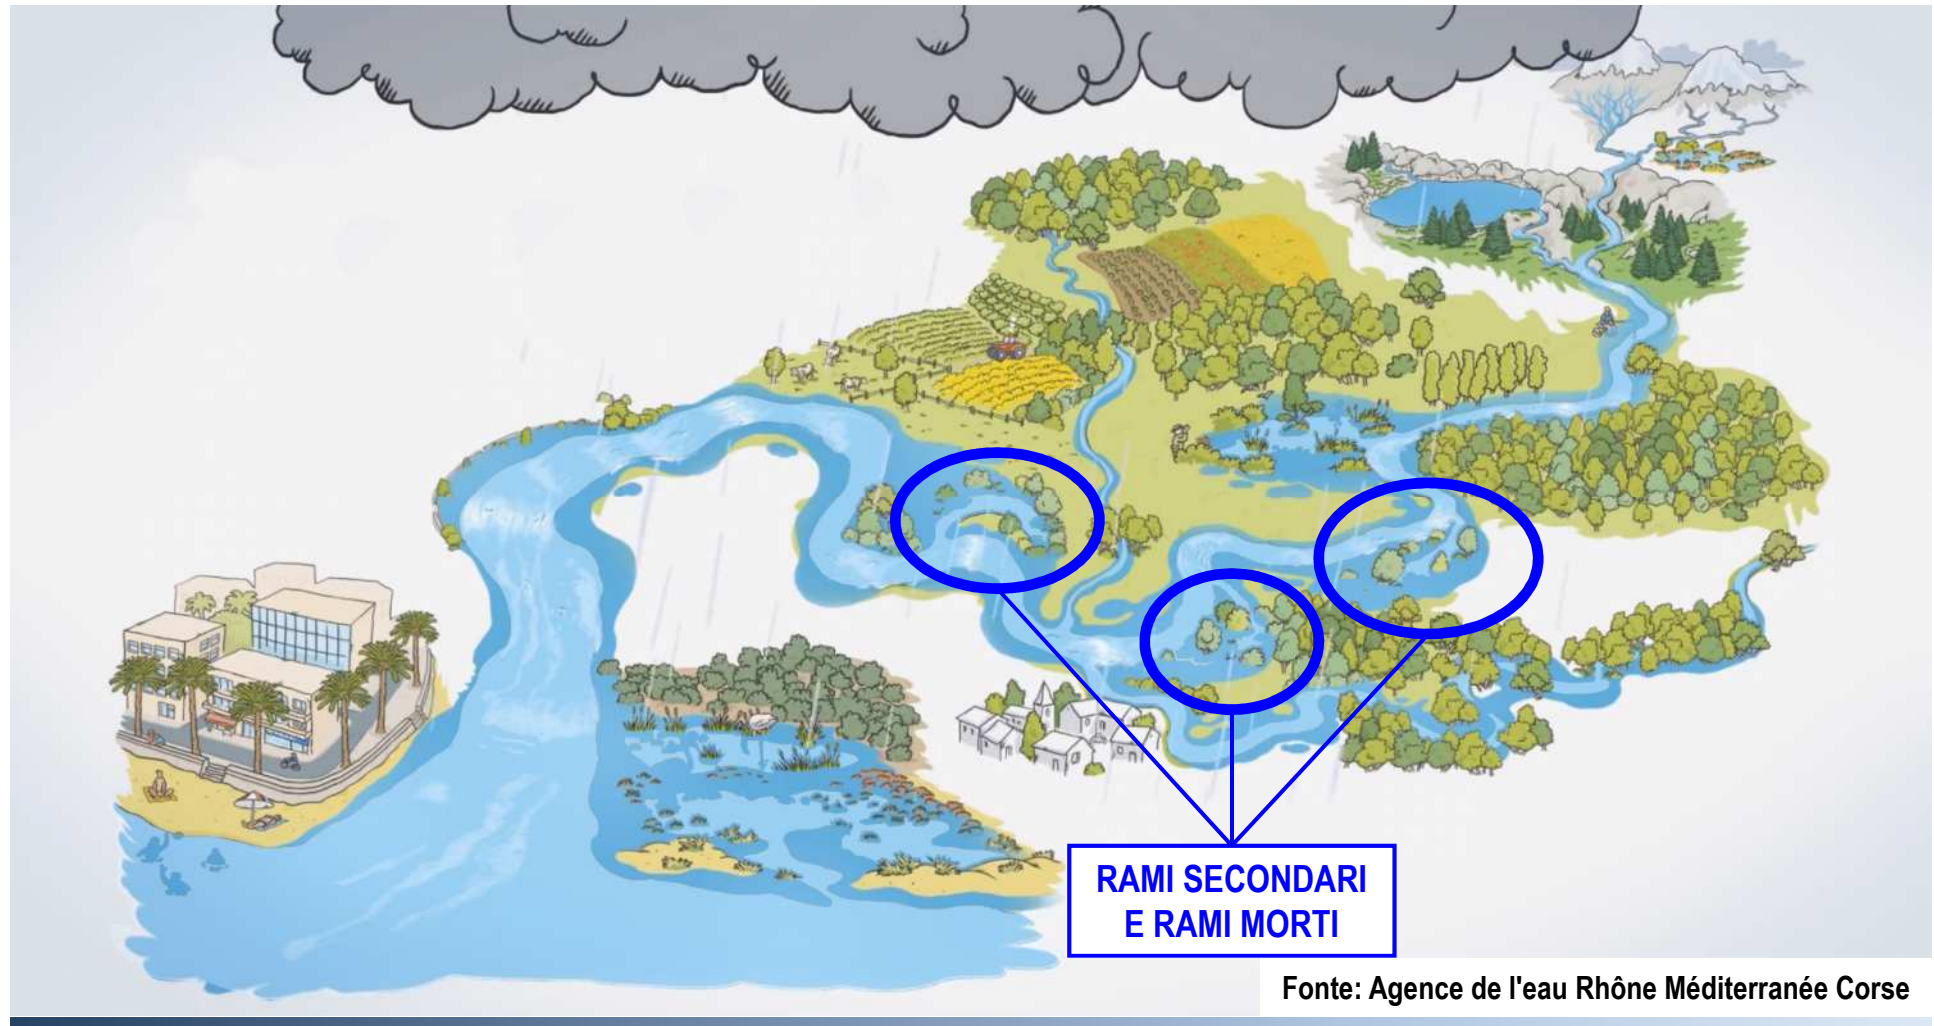 RAMI SECONDARI
E RAMI MORTI
Fonte: Agence de l'eau Rhône Méditerranée Corse